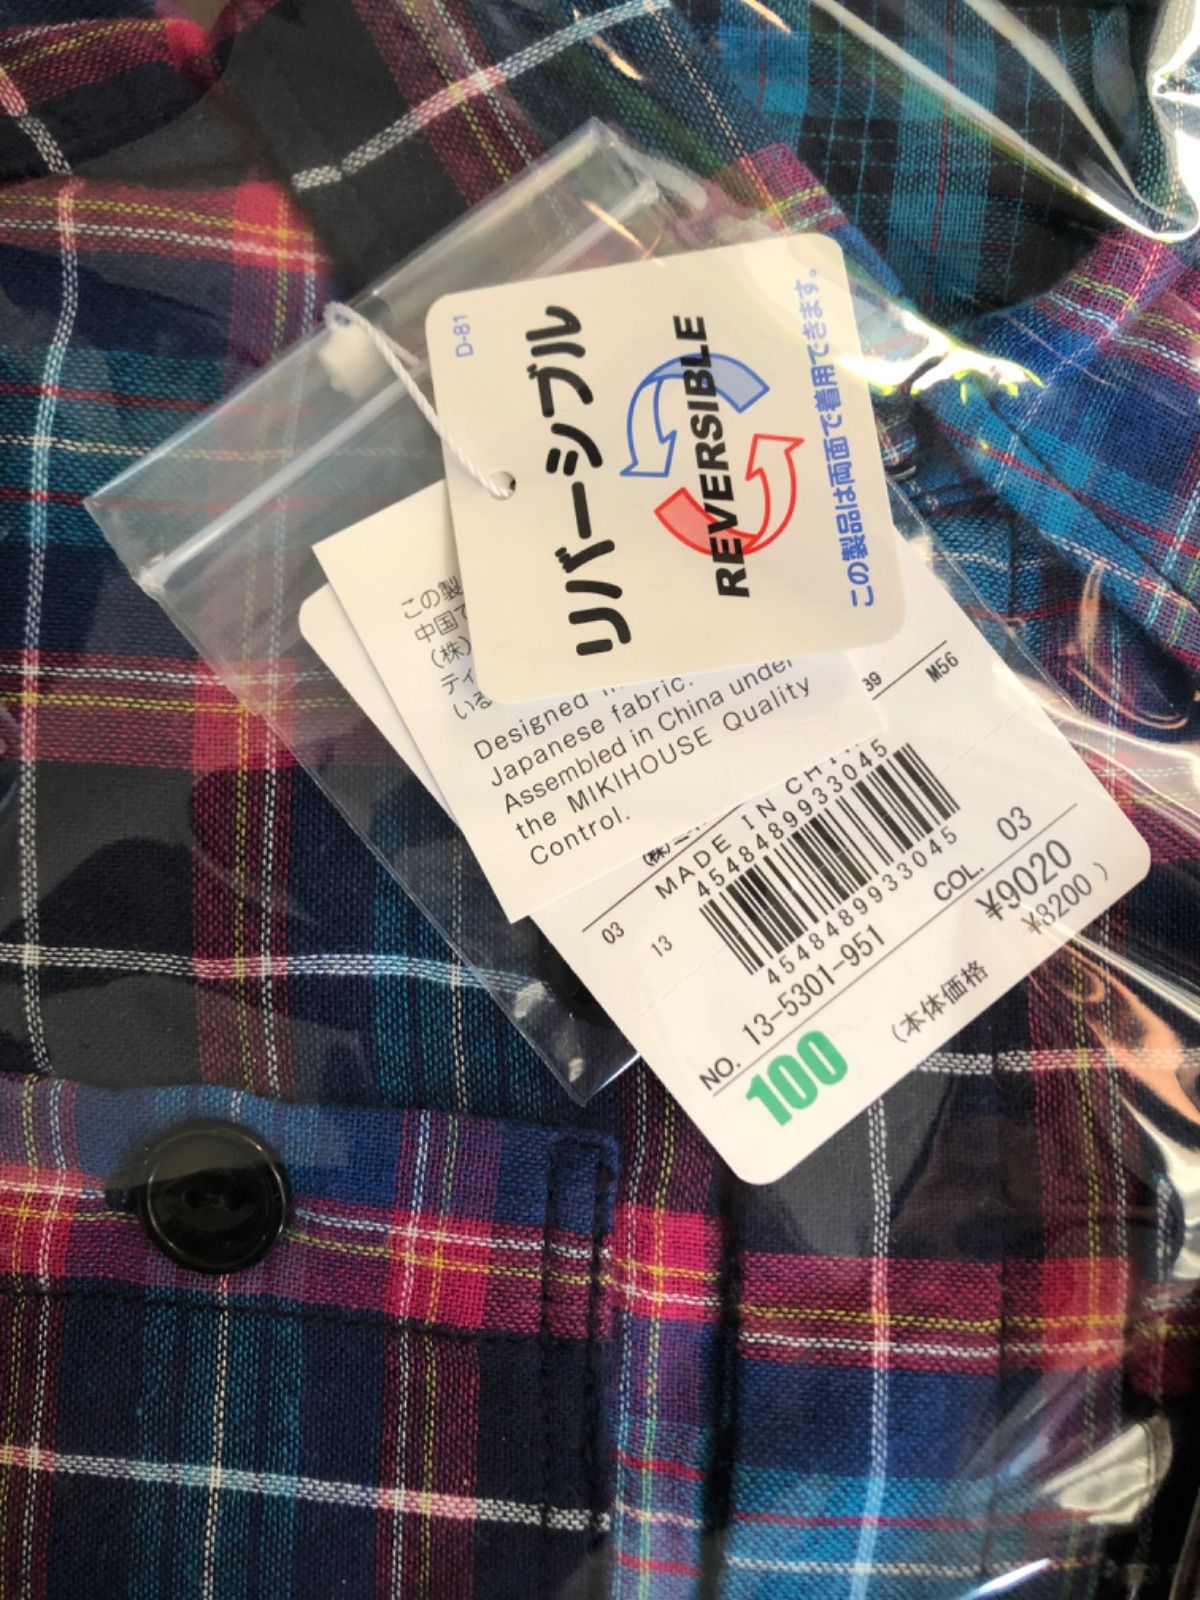 D-81
リバーシブル
REVERSIBLE
この製品は両面で着用できます。
この製
中国で
(株)
ティ
いる
Designed
Japanese fabric.
Assembled in China under
the MIKIHOUSE Quality
Control.
39 M56
(株)
MADE IN CHI
4548489933045
03 13
4548489933045
NO. 13-5301-951 COL. 03
100
¥9020
(本体価格 ¥8200)